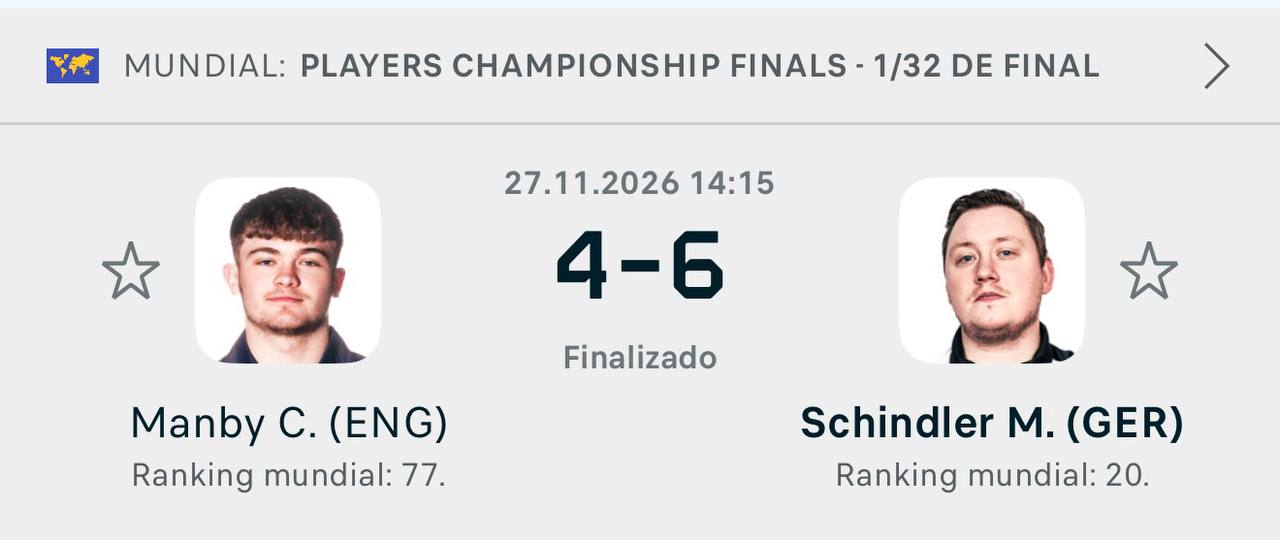 MUNDIAL: PLAYERS CHAMPIONSHIP FINALS - 1/32 DE FINAL
27.11.2026 14:15
4-6
Finalizado
Manby C. (ENG)
Ranking mundial: 77.
Schindler M. (GER)
Ranking mundial: 20.